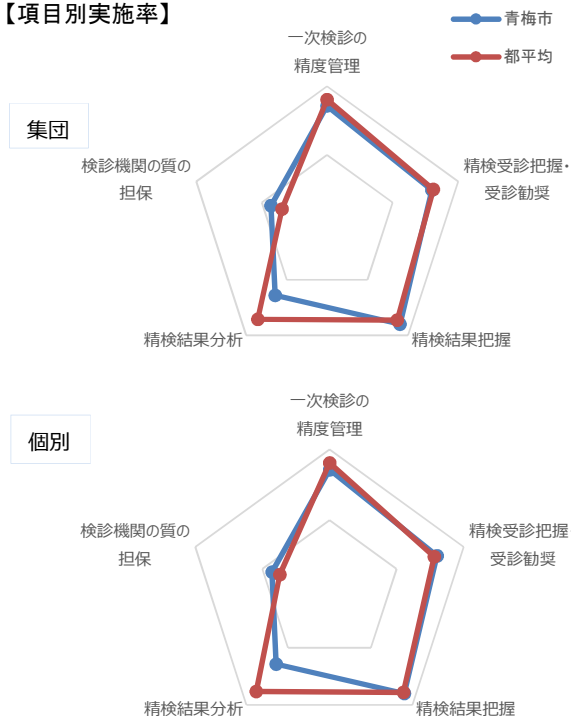 【項目別実施率】
青梅市
都平均
集団
一次検診の
精度管理
精検受診把握・
受診勧奨
精検結果把握
精検結果分析
検診機関の質の
担保
個別
一次検診の
精度管理
精検受診把握
受診勧奨
精検結果把握
精検結果分析
検診機関の質の
担保